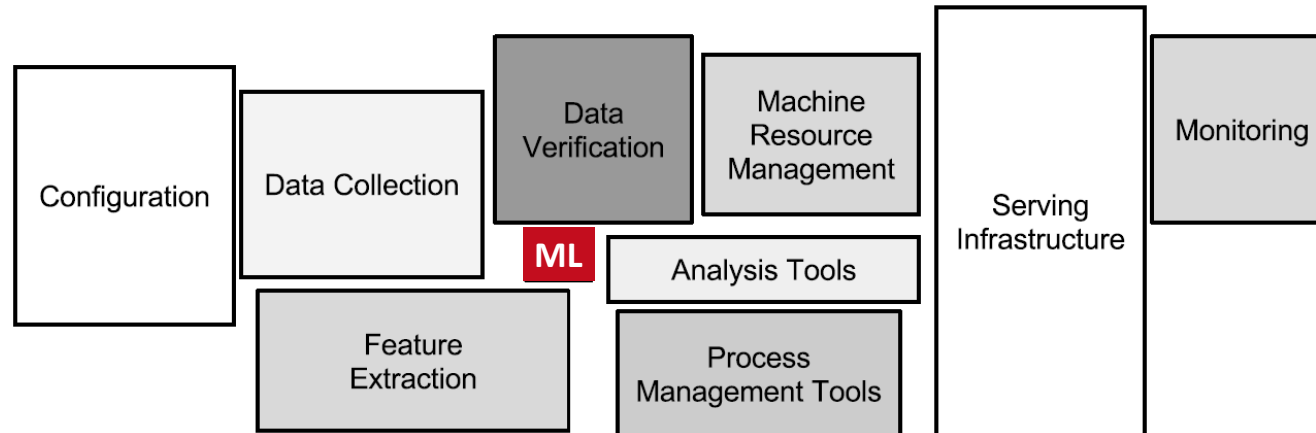 Configuration
Data Collection
Feature
Extraction
Data
Verification
ML
Machine
Resource
Management
Analysis Tools
Process
Management Tools
Serving
Infrastructure
Monitoring